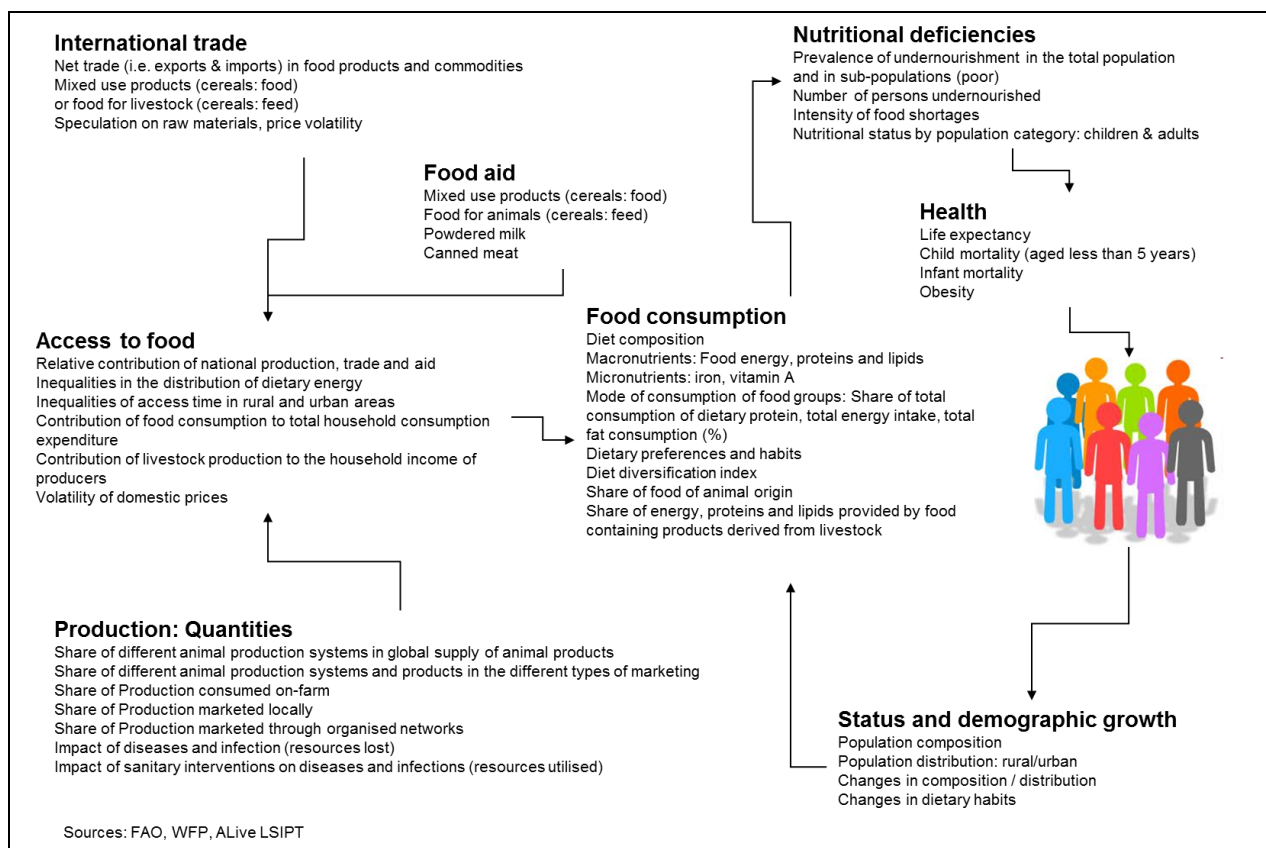 International trade
Net trade (i.e. exports & imports) in food products and commodities
Mixed use products (cereals: food)
or food for livestock (cereals: feed)
Speculation on raw materials, price volatility
Nutritional deficiencies
Prevalence of undernourishment in the total population
and in sub-populations (poor)
Number of persons undernourished
Intensity of food shortages
Nutritional status by population category: children & adults
Food aid
Mixed use products (cereals: food)
Food for animals (cereals: feed)
Powdered milk
Canned meat
Health
Life expectancy
Child mortality (aged less than 5 years)
Infant mortality
Obesity
Access to food
Relative contribution of national production, trade and aid
Inequalities in the distribution of dietary energy
Inequalities of access time in rural and urban areas
Contribution of food consumption to total household consumption
expenditure
Contribution of livestock production to the household income of
producers
Volatility of domestic prices
Food consumption
Diet composition
Macronutrients: Food energy, proteins and lipids
Micronutrients: iron, vitamin A
Mode of consumption of food groups: Share of total
consumption of dietary protein, total energy intake, total
fat consumption (%)
Dietary preferences and habits
Diet diversification index
Share of food of animal origin
Share of energy, proteins and lipids provided by food
containing products derived from livestock
Production: Quantities
Share of different animal production systems in global supply of animal products
Share of different animal production systems and products in the different types of marketing
Share of Production consumed on-farm
Share of Production marketed locally
Share of Production marketed through organised networks
Impact of diseases and infection (resources lost)
Impact of sanitary interventions on diseases and infections (resources utilised)
Status and demographic growth
Population composition
Population distribution: rural/urban
Changes in composition / distribution
Changes in dietary habits
Sources: FAO, WFP, ALive LSIPT